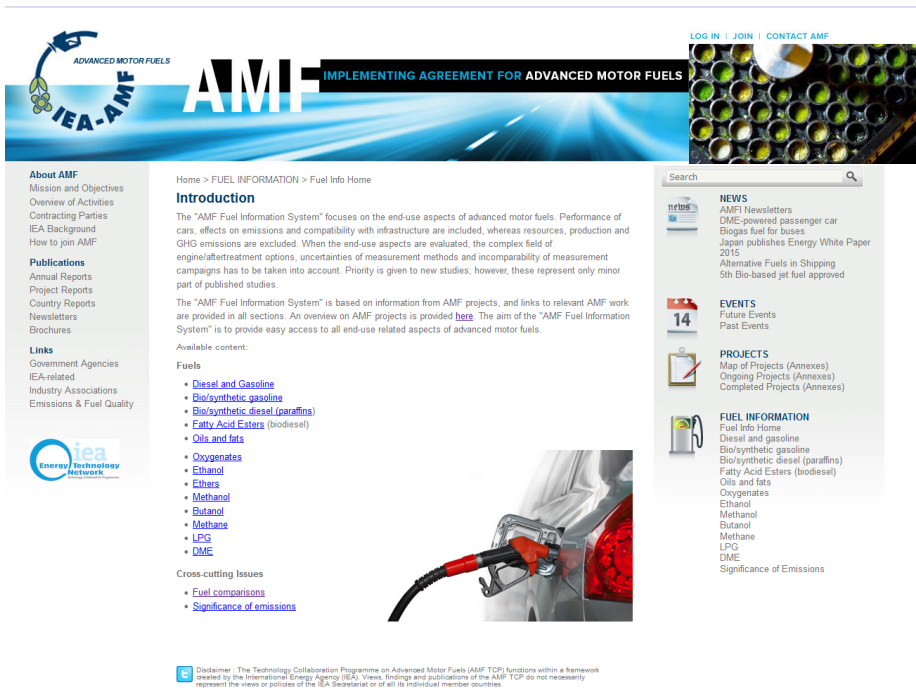 LOG IN | JOIN | CONTACT AMF
ADVANCED MOTOR FUELS
IEA-AMF
AMF IMPLEMENTING AGREEMENT FOR ADVANCED MOTOR FUELS
About AMF
Mission and Objectives
Overview of Activities
Contracting Parties
IEA Background
How to join AMF
Publications
Annual Reports
Project Reports
Country Reports
Newsletters
Brochures
Links
Government Agencies
IEA-related
Industry Associations
Emissions & Fuel Quality
iea
Energy Technology
Network
Technology Collaboration Programme
Home > FUEL INFORMATION > Fuel Info Home
Introduction
The "AMF Fuel Information System" focuses on the end-use aspects of advanced motor fuels. Performance of
cars, effects on emissions and compatibility with infrastructure are included, whereas resources, production and
GHG emissions are excluded. When the end-use aspects are evaluated, the complex field of
engine/aftertreatment options, uncertainties of measurement methods and incomparability of measurement
campaigns has to be taken into account. Priority is given to new studies; however, these represent only minor
part of published studies.
The "AMF Fuel Information System" is based on information from AMF projects, and links to relevant AMF work
are provided in all sections. An overview on AMF projects is provided here. The aim of the "AMF Fuel Information
System" is to provide easy access to all end-use related aspects of advanced motor fuels.
Available content:
Fuels
• Diesel and Gasoline
• Bio/synthetic gasoline
• Bio/synthetic diesel (paraffins)
• Fatty Acid Esters (biodiesel)
• Oils and fats
• Oxygenates
• Ethanol
• Ethers
• Methanol
• Butanol
• Methane
• LPG
• DME
Cross-cutting Issues
• Fuel comparisons
• Significance of emissions
Search
news
NEWS
AMFI Newsletters
DME-powered passenger car
Biogas fuel for buses
Japan publishes Energy White Paper
2015
Alternative Fuels in Shipping
5th Bio-based jet fuel approved
14
EVENTS
Future Events
Past Events
PROJECTS
Map of Projects (Annexes)
Ongoing Projects (Annexes)
Completed Projects (Annexes)
FUEL INFORMATION
Fuel Info Home
Diesel and gasoline
Bio/synthetic gasoline
Bio/synthetic diesel (paraffins)
Fatty Acid Esters (biodiesel)
Oils and fats
Oxygenates
Ethanol
Methanol
Butanol
Methane
LPG
DME
Significance of Emissions
Disclaimer : The Technology Collaboration Programme on Advanced Motor Fuels (AMF TCP) functions within a framework
created by the International Energy Agency (IEA). Views, findings and publications of the AMF TCP do not necessarily
represent the views or policies of the IEA Secretariat or of all its individual member countries.